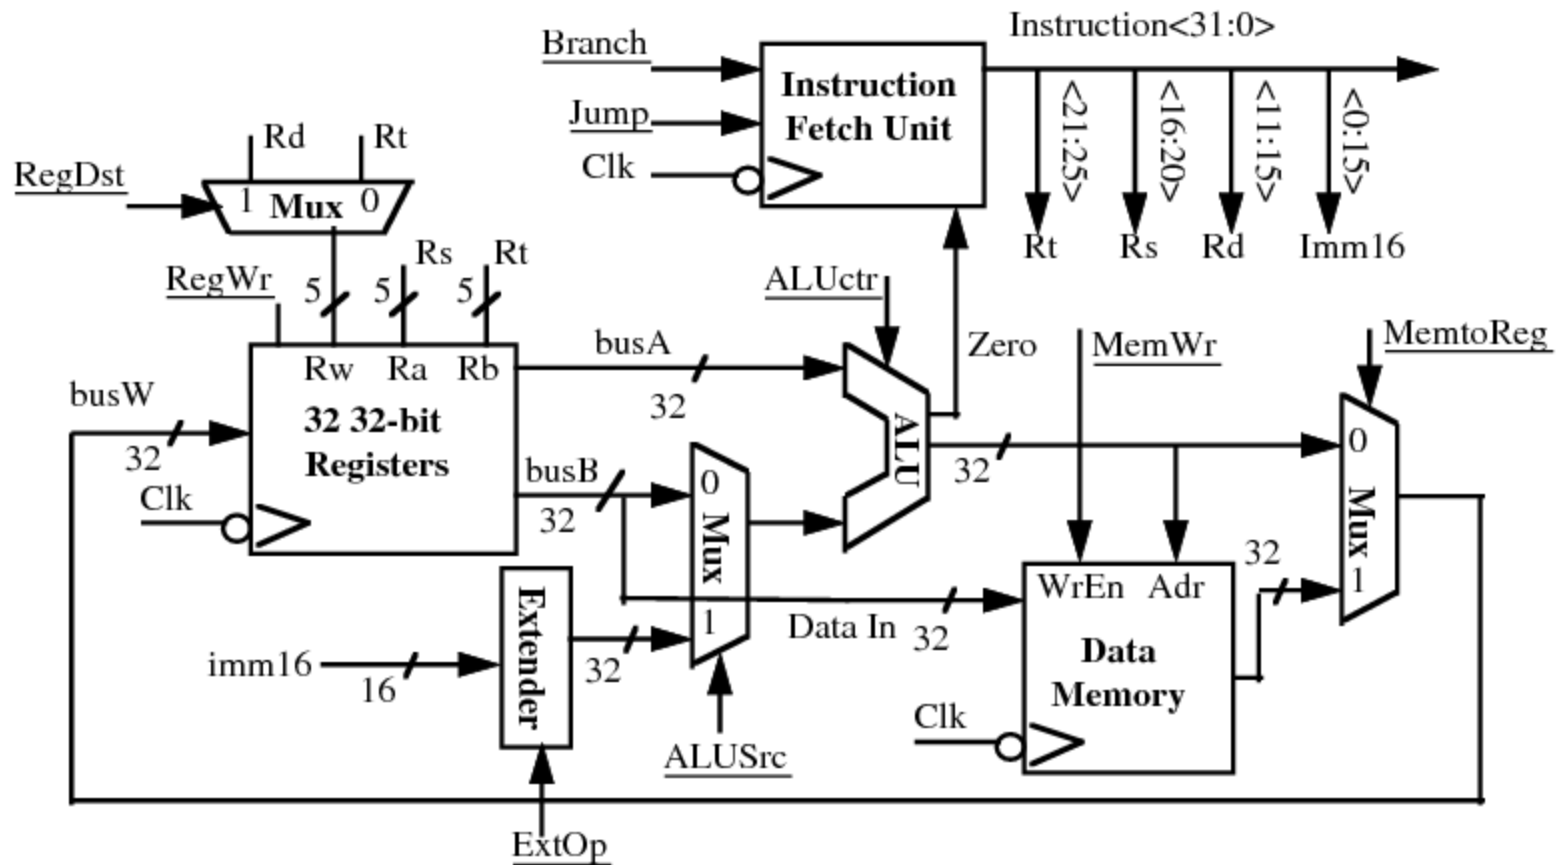 Instruction<31:0>
Branch
Instruction
Fetch Unit
Jump
Clk
<21:25>
<16:20>
<11:15>
<0:15>
Rt
Rs
Rd
Imm16
Rd
Rt
RegDst
1 Mux 0
RegWr
5
5
Rs
5
Rt
ALUctr
Zero
MemWr
MemtoReg
busW
32
Rw Ra Rb
32 32-bit
Registers
Clk
busA
32
busB
32
ALU
32
0
Mux
1
0
Mux
1
WrEn Adr
Data
Memory
Clk
32
Data In
32
imm16
16
Extender
32
ALUSrc
ExtOp